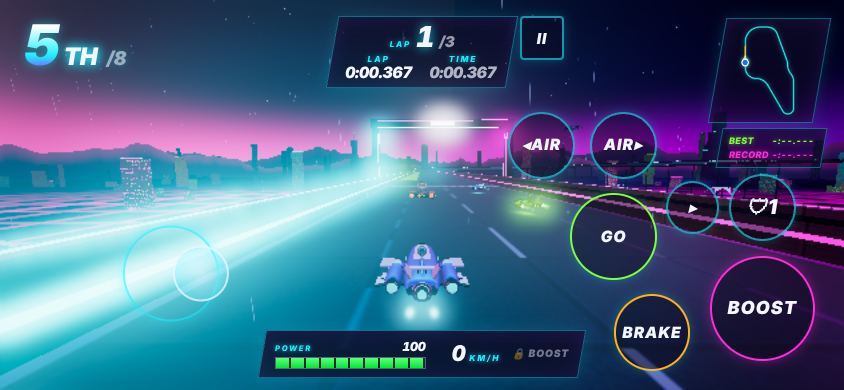 5TH /8
LAP 1 /3
LAP TIME
0:00.367 0:00.367
II
◂AIR AIR▸
BEST -:--.---
RECORD -:--.---
▸
1
GO
BOOST
BRAKE
POWER 100
0 KM/H
BOOST